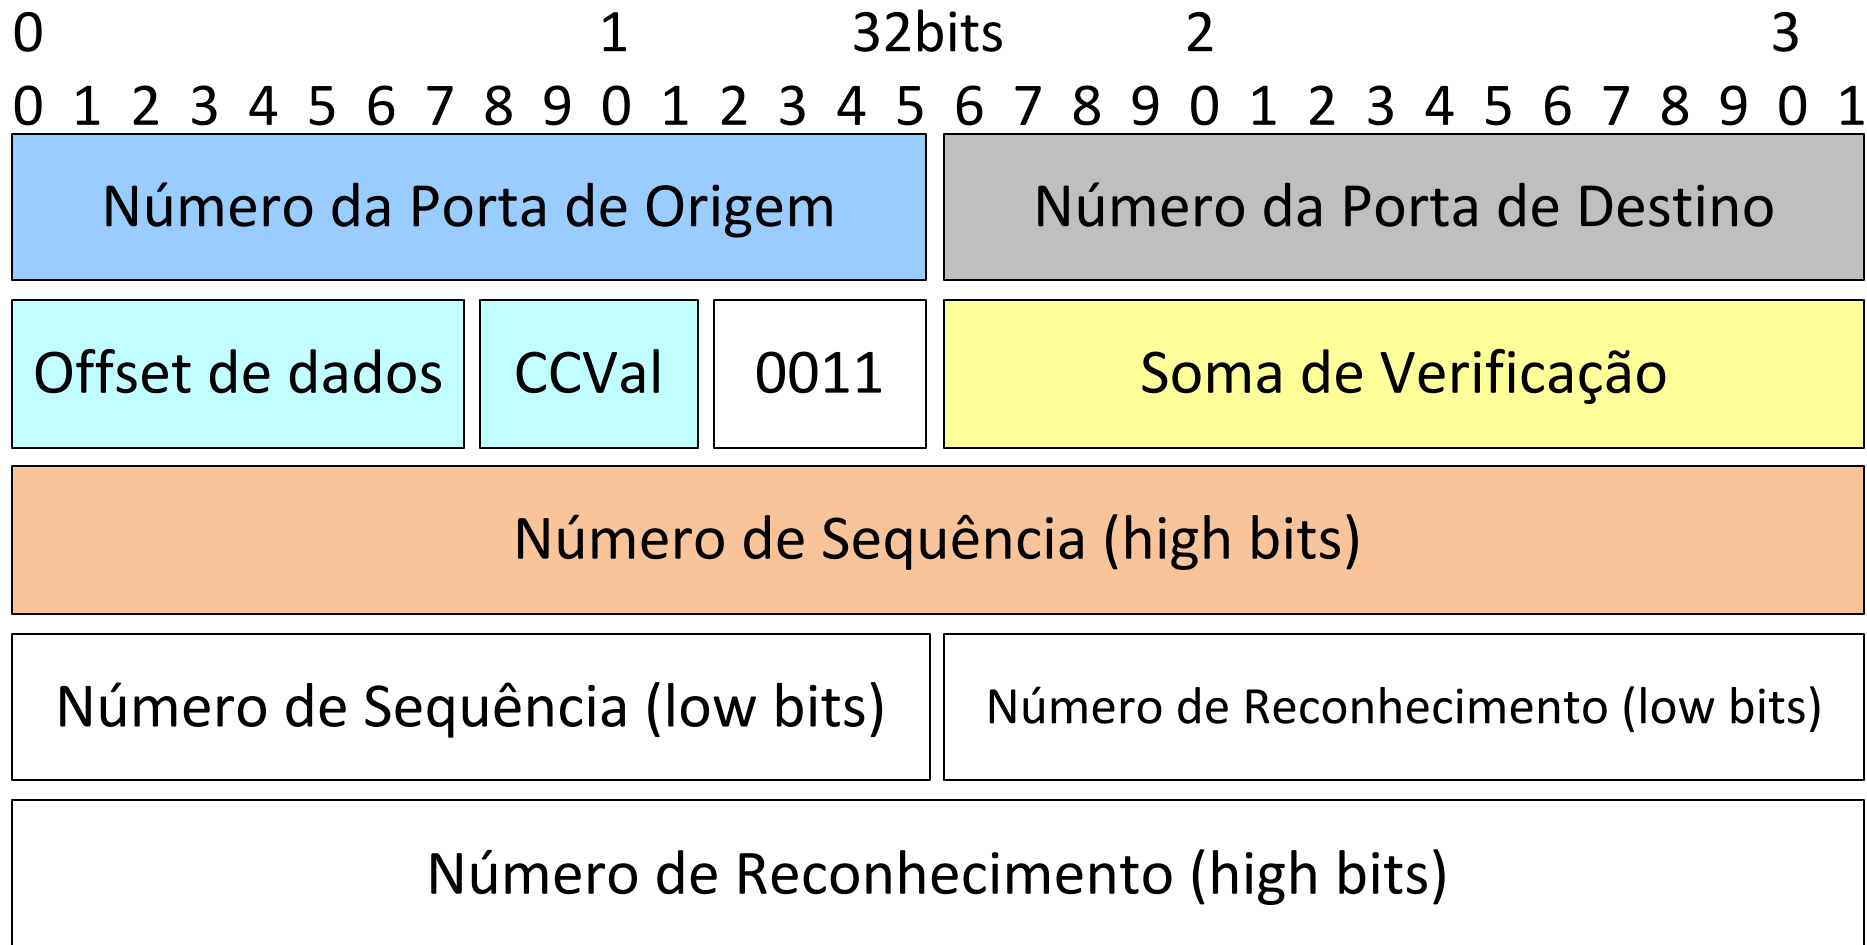 0 1 32bits 2 3
0 1 2 3 4 5 6 7 8 9 0 1 2 3 4 5 6 7 8 9 0 1 2 3 4 5 6 7 8 9 0 1
Número da Porta de Origem Número da Porta de Destino
Offset de dados CCVal 0011 Soma de Verificação
Número de Sequência (high bits)
Número de Sequência (low bits) Número de Reconhecimento (low bits)
Número de Reconhecimento (high bits)